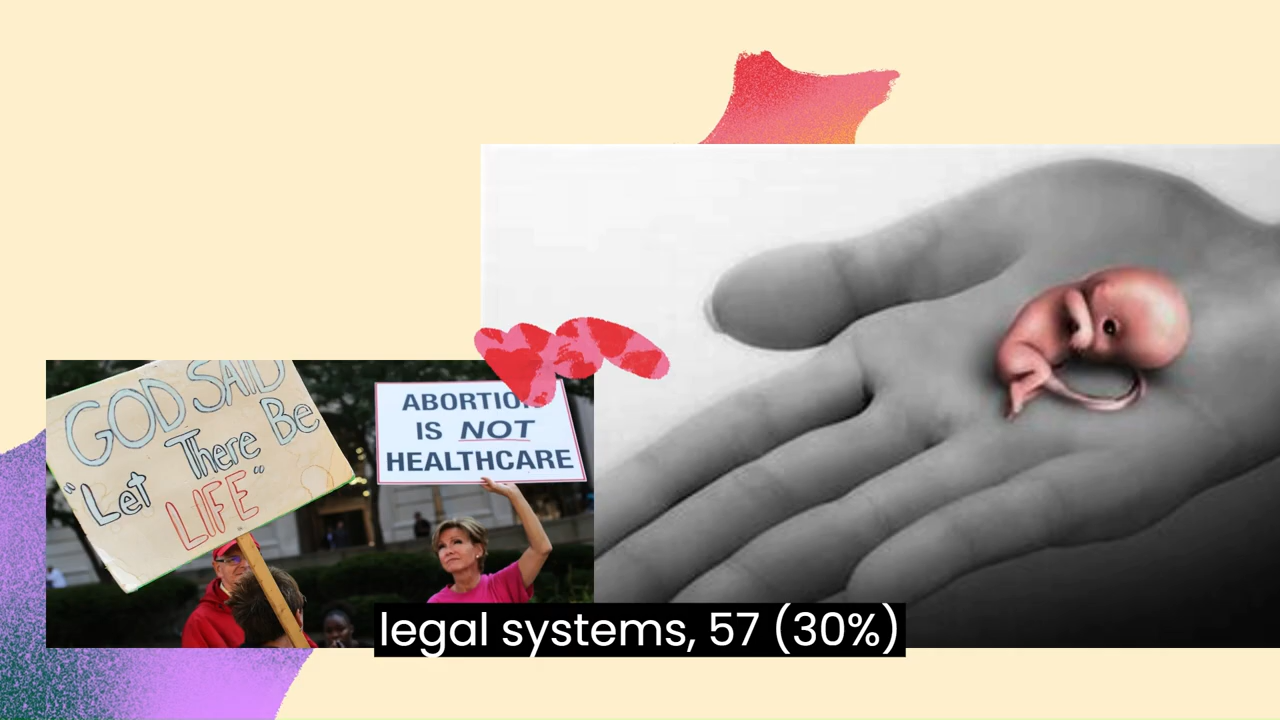 GOD SAID
"Let There Be
LIFE"
IS NOT
HEALTHCARE
legal systems, 57 (30%)